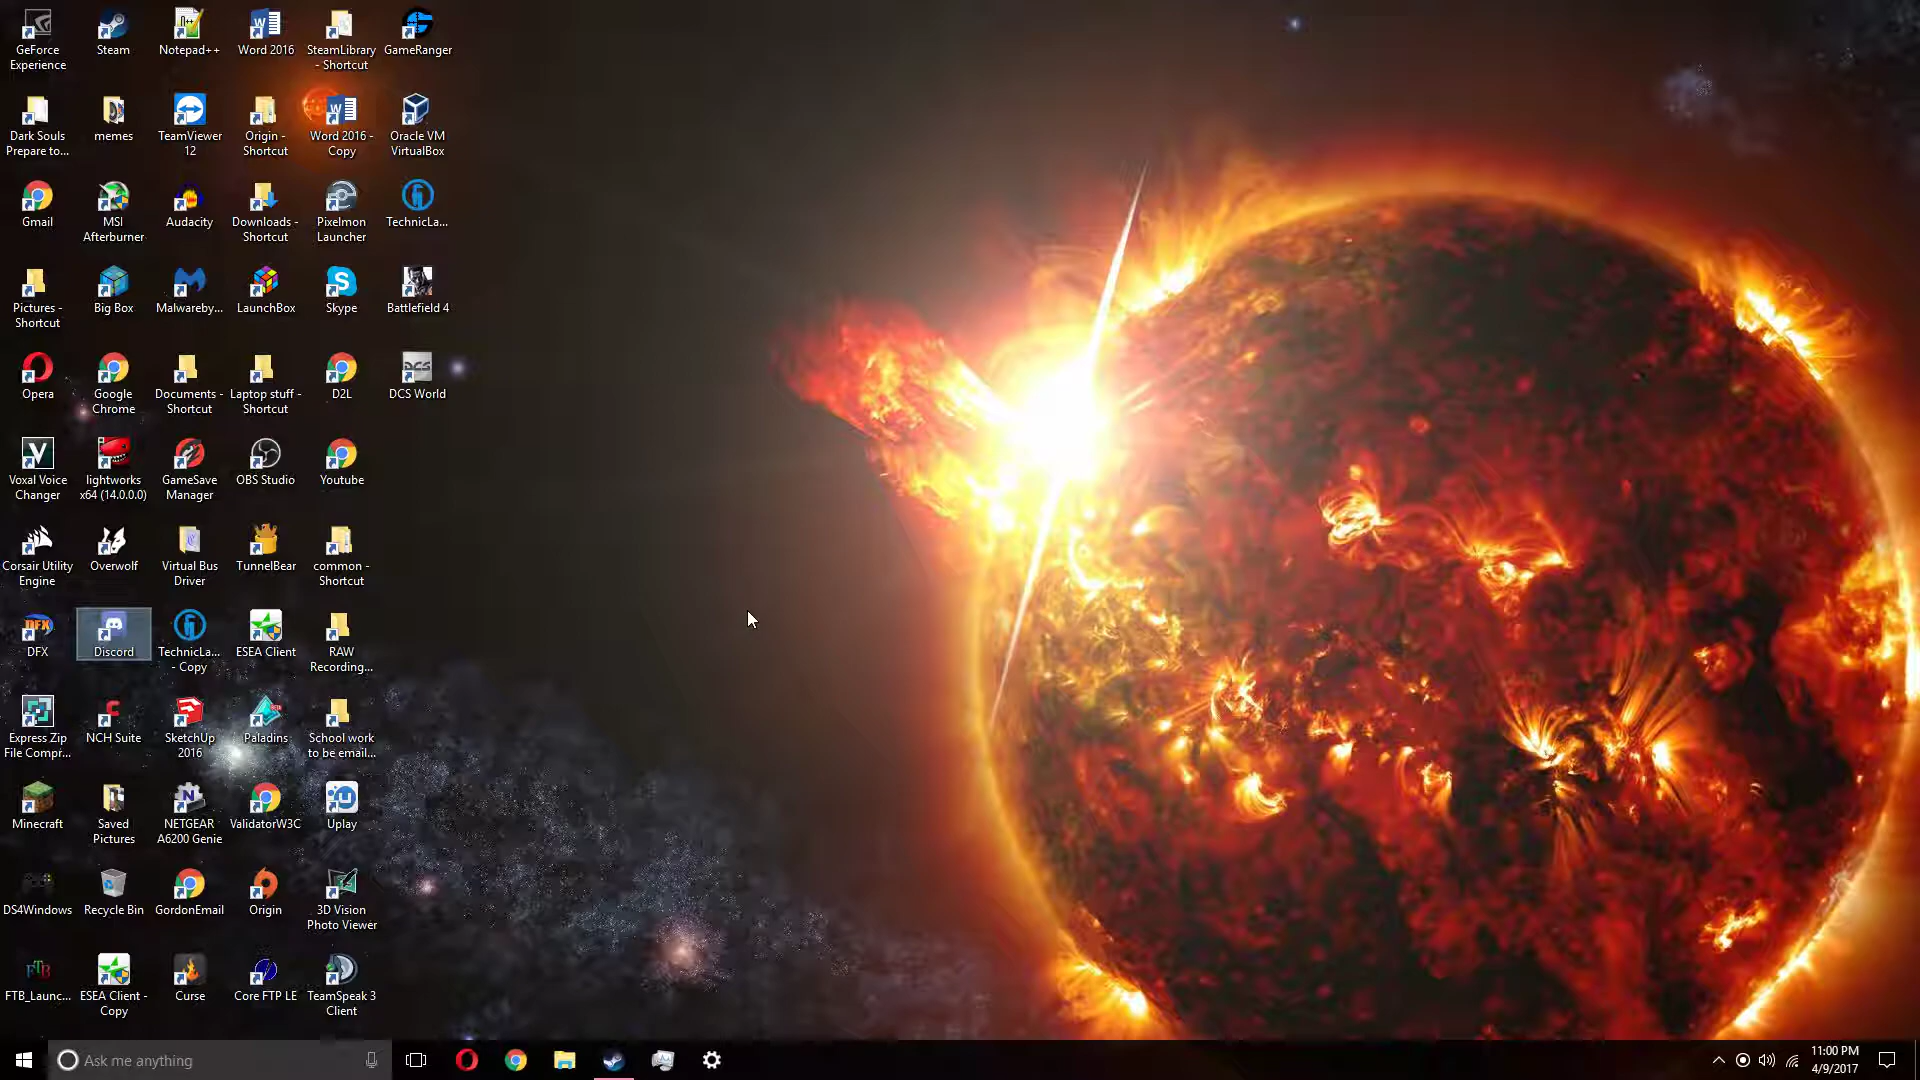 GeForce
Experience
Steam
Notepad++
Word 2016
SteamLibrary
- Shortcut
GameRanger
Dark Souls
Prepare to...
memes
TeamViewer
12
Origin -
Shortcut
Word 2016 -
Copy
Oracle VM
VirtualBox
Gmail
MSI
Afterburner
Audacity
Downloads -
Shortcut
Pixelmon
Launcher
TechnicLa...
Pictures -
Shortcut
Big Box
Malwareby...
LaunchBox
Skype
Battlefield 4
Opera
Google
Chrome
Documents -
Shortcut
Laptop stuff -
Shortcut
D2L
DCS
DCS World
Voxal Voice
Changer
lightworks
x64 (14.0.0.0)
GameSave
Manager
OBS Studio
Youtube
Corsair Utility
Engine
Overwolf
Virtual Bus
Driver
TunnelBear
common -
Shortcut
DFX
DFX
Discord
TechnicLa...
- Copy
ESEA Client
RAW
Recording...
Express Zip
File Compr...
NCH Suite
SketchUp
2016
Paladins
School work
to be email...
Minecraft
Saved
Pictures
NETGEAR
A6200 Genie
ValidatorW3C
Uplay
DS4Windows
Recycle Bin
GordonEmail
Origin
3D Vision
Photo Viewer
FTB
FTB_Launc...
ESEA Client -
Copy
Curse
Core FTP LE
TeamSpeak 3
Client
Ask me anything
11:00 PM
4/9/2017